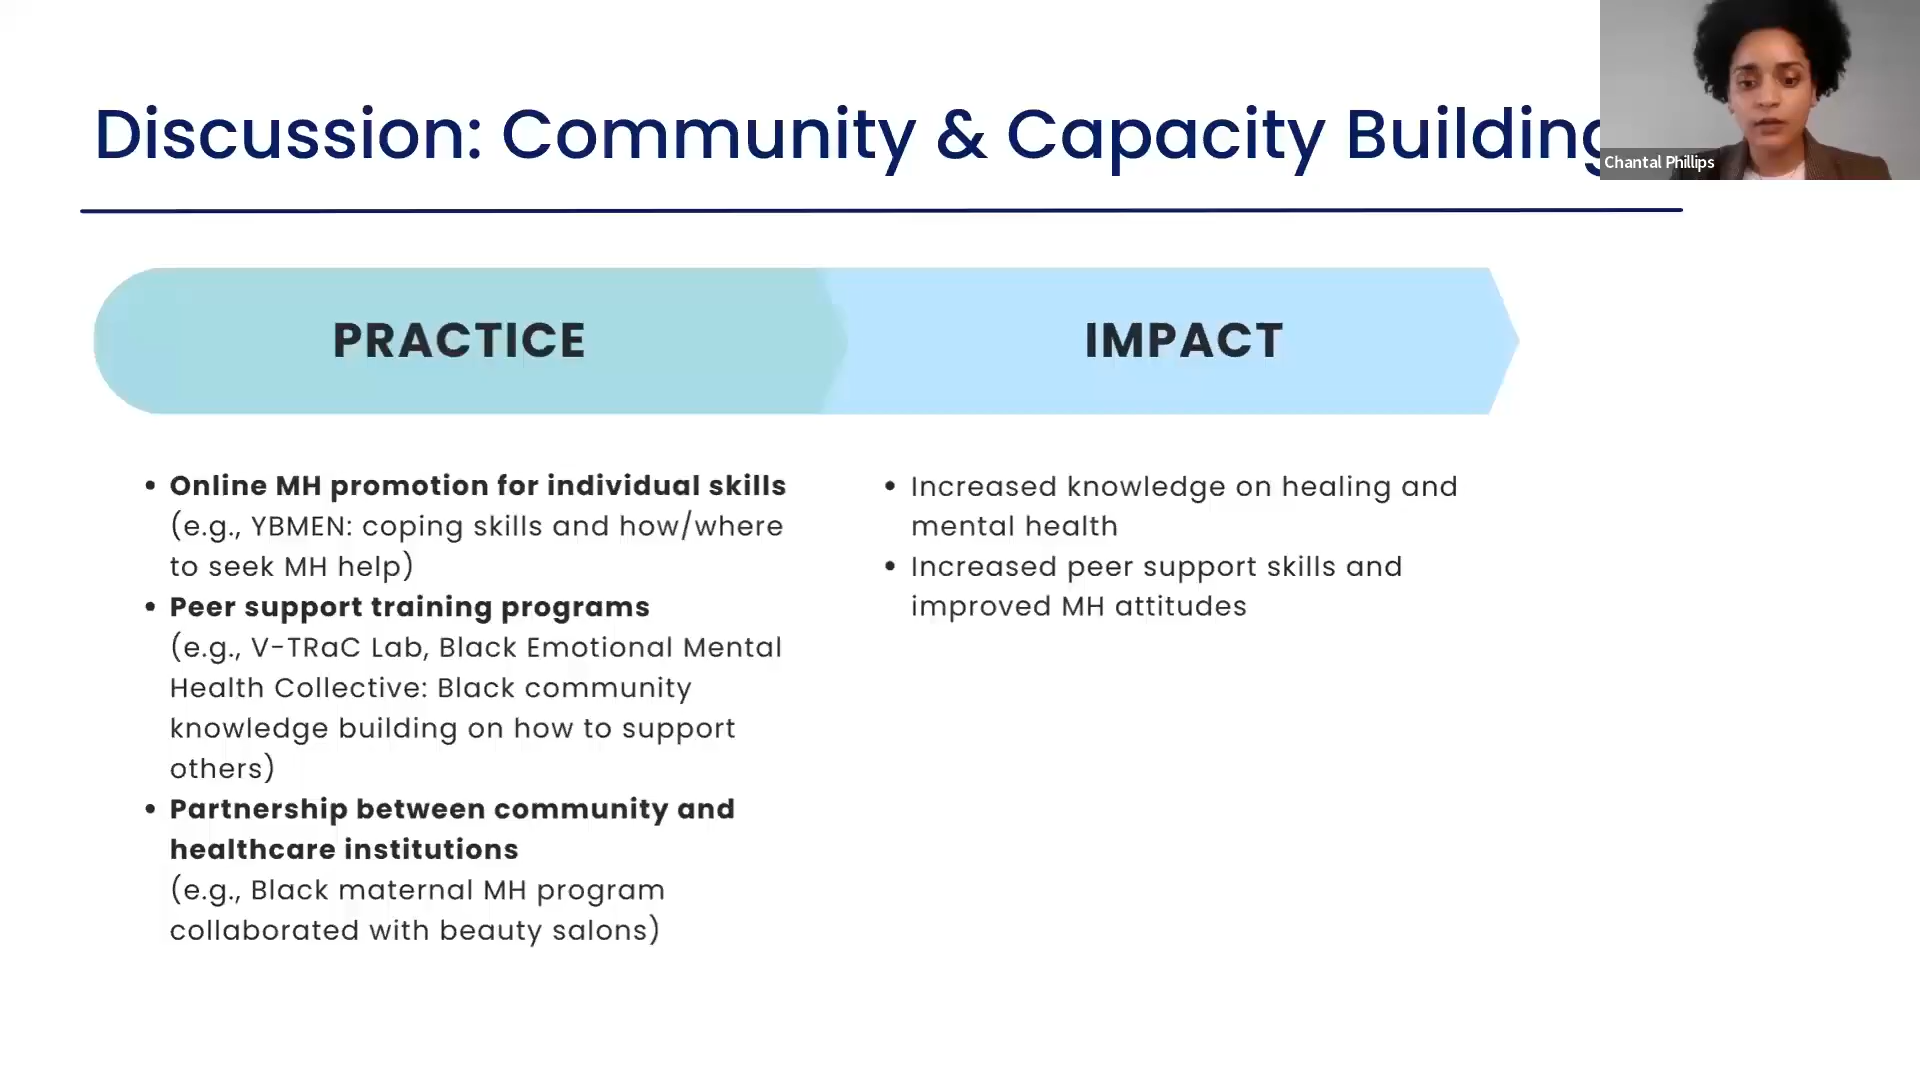 Discussion: Community & Capacity Building
Chantal Phillips
PRACTICE
IMPACT
• Online MH promotion for individual skills
(e.g., YBMEN: coping skills and how/where
to seek MH help)
• Peer support training programs
(e.g., V-TRaC Lab, Black Emotional Mental
Health Collective: Black community
knowledge building on how to support
others)
• Partnership between community and
healthcare institutions
(e.g., Black maternal MH program
collaborated with beauty salons)
• Increased knowledge on healing and
mental health
• Increased peer support skills and
improved MH attitudes